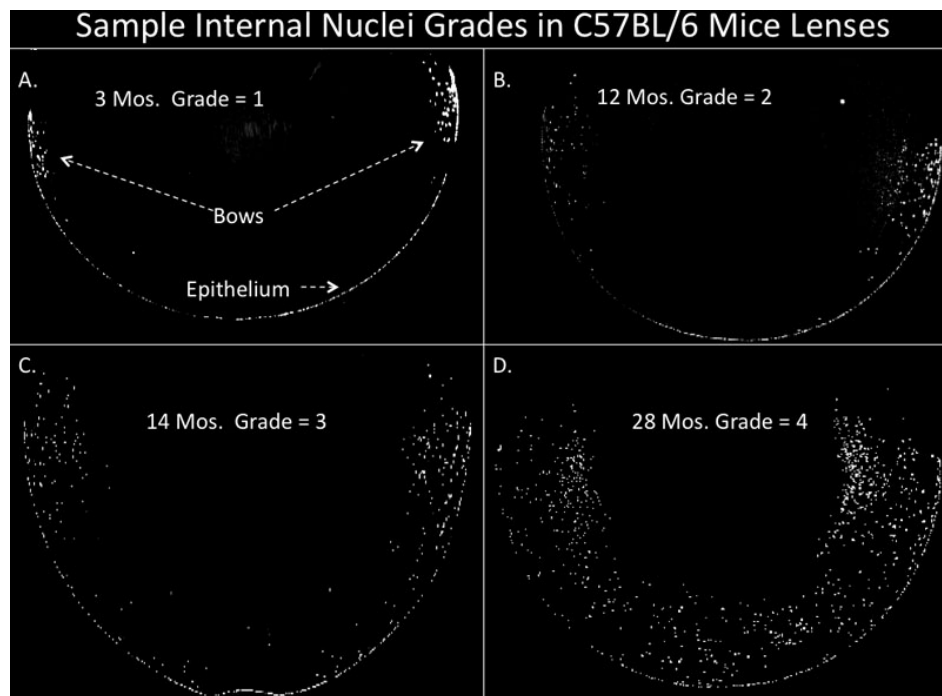 Sample Internal Nuclei Grades in C57BL/6 Mice Lenses
A.
3 Mos. Grade = 1
Bows
Epithelium
B.
12 Mos. Grade = 2
C.
14 Mos. Grade = 3
D.
28 Mos. Grade = 4